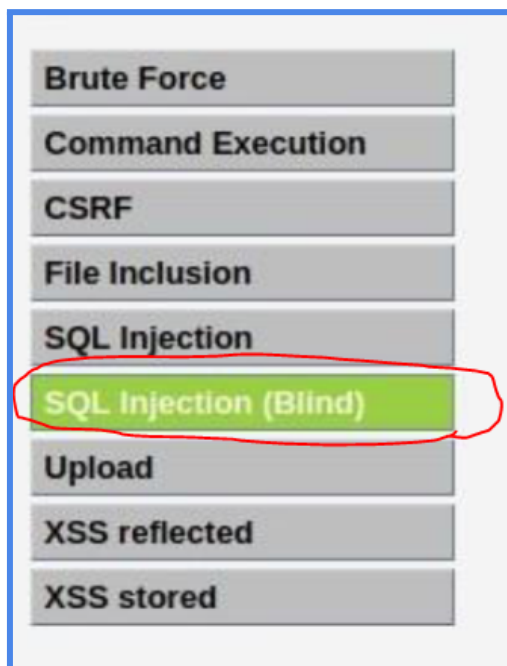 Brute Force
Command Execution
CSRF
File Inclusion
SQL Injection
SQL Injection (Blind)
Upload
XSS reflected
XSS stored